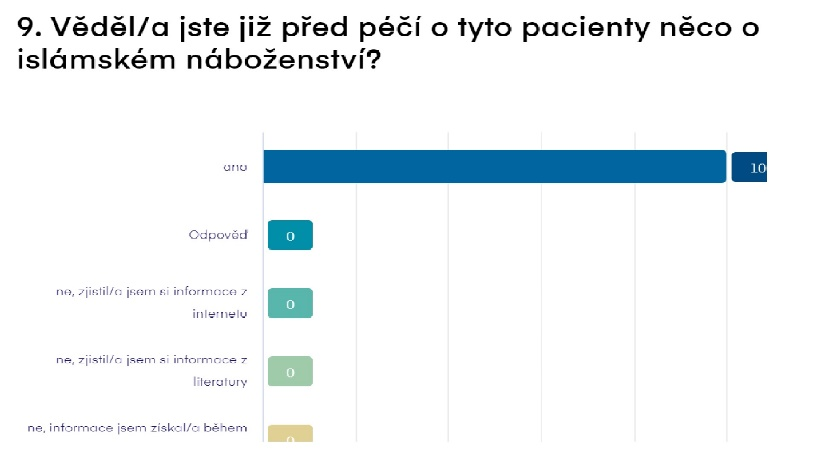 9. Věděl/a jste již před péčí o tyto pacienty něco o
islámském náboženství?
ano
Odpověď
0
ne, zjistil/a jsem si informace z
internetu
0
ne, zjistil/a jsem si informace z
literatury
0
ne, informace jsem získal/a během
0